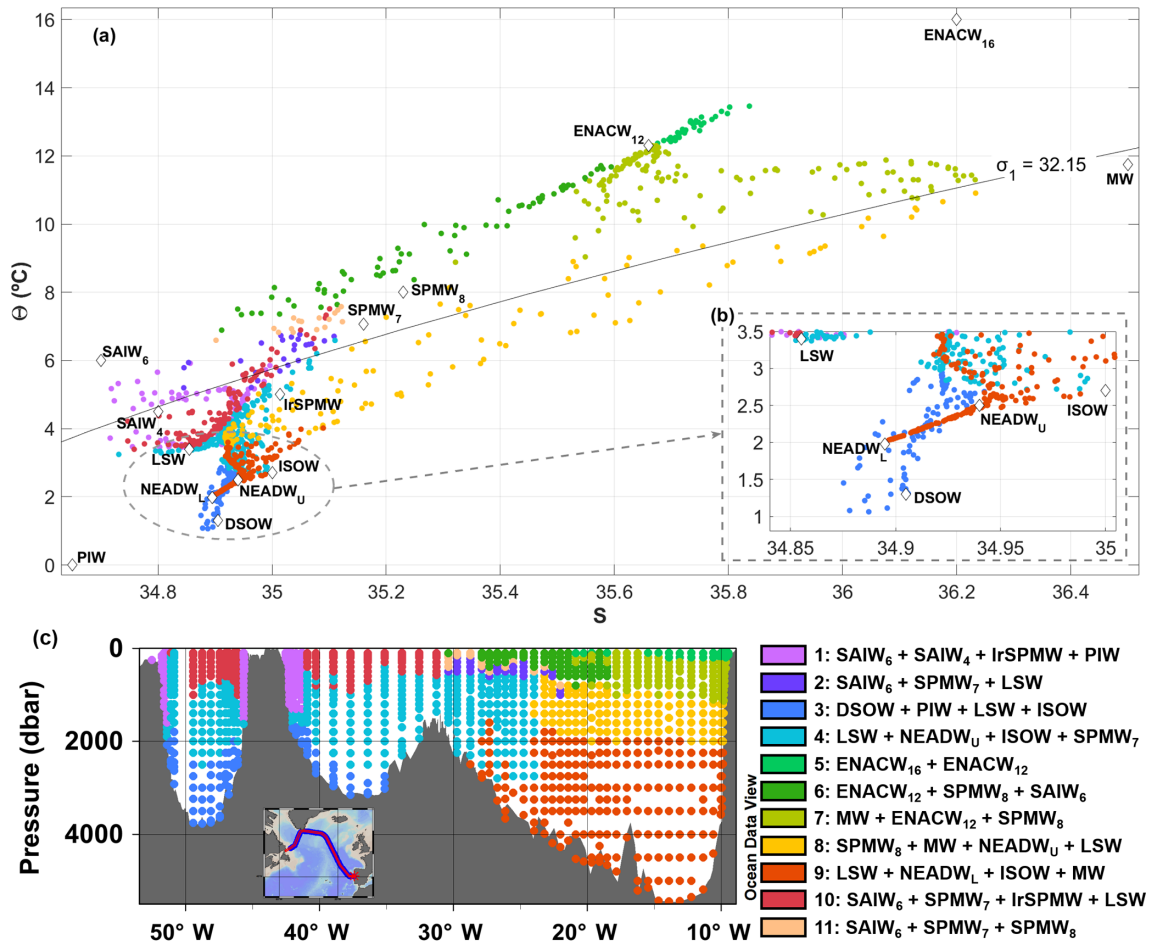 (a)
16
14
12
10
8
6
4
2
0
Θ (ºC)
34.8
35
35.2
35.4
35.6
35.8
36
36.2
36.4
S
ENACW16
ENACW12
σ1 = 32.15
MW
SPMW8
SPMW7
SAIW6
SAIW4
IrSPMW
LSW
ISOW
NEADWL
NEADWU
DSOW
PIW
(b)
3.5
3
2.5
2
1.5
1
LSW
ISOW
NEADWU
NEADWL
DSOW
34.85
34.9
34.95
35
(c)
0
2000
4000
Pressure (dbar)
50° W
40° W
30° W
20° W
10° W
Ocean Data View
1: SAIW6 + SAIW4 + IrSPMW + PIW
2: SAIW6 + SPMW7 + LSW
3: DSOW + PIW + LSW + ISOW
4: LSW + NEADWU + ISOW + SPMW7
5: ENACW16 + ENACW12
6: ENACW12 + SPMW8 + SAIW6
7: MW + ENACW12 + SPMW8
8: SPMW8 + MW + NEADWU + LSW
9: LSW + NEADWL + ISOW + MW
10: SAIW6 + SPMW7 + IrSPMW + LSW
11: SAIW6 + SPMW7 + SPMW8